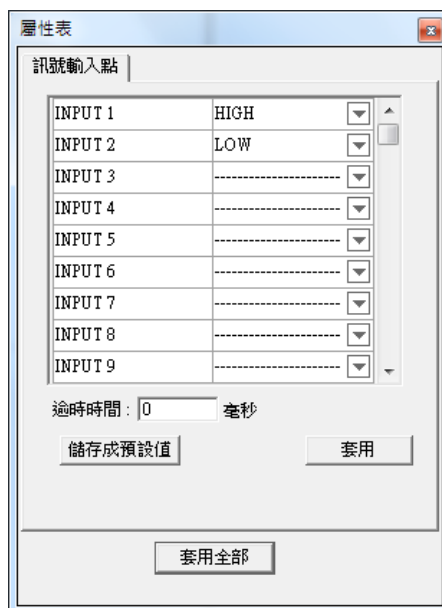 屬性表
訊號輸入點
INPUT 1 HIGH
INPUT 2 LOW
INPUT 3 ---------------------
INPUT 4 ---------------------
INPUT 5 ---------------------
INPUT 6 ---------------------
INPUT 7 ---------------------
INPUT 8 ---------------------
INPUT 9 ---------------------
逾時時間 : 0 毫秒
儲存成預設值 套用
套用全部